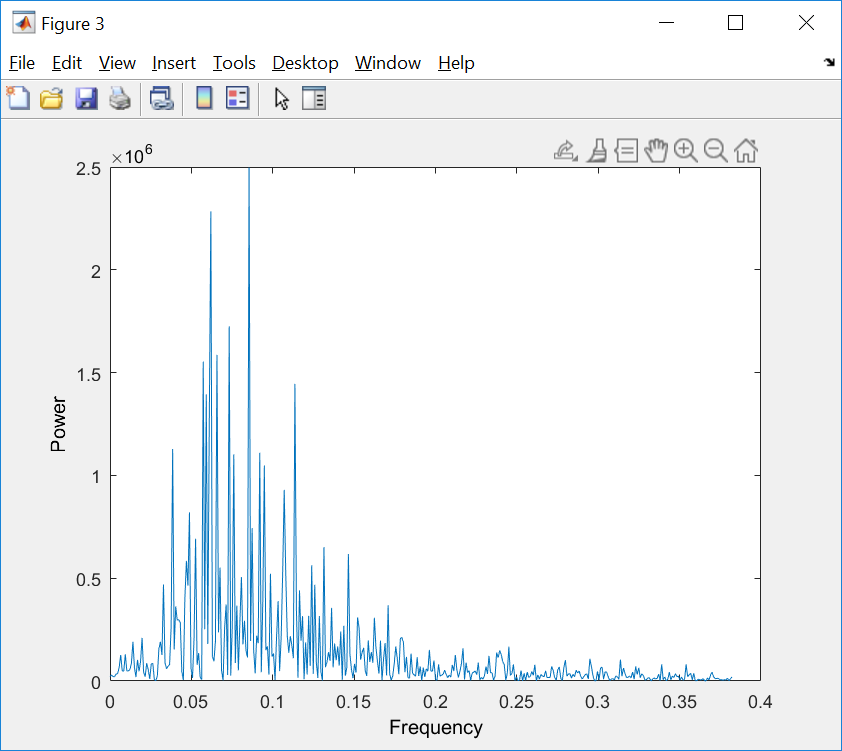 Figure 3
File Edit View Insert Tools Desktop Window Help
×10⁶
2.5
2
1.5
1
0.5
0
Power
0 0.05 0.1 0.15 0.2 0.25 0.3 0.35 0.4
Frequency